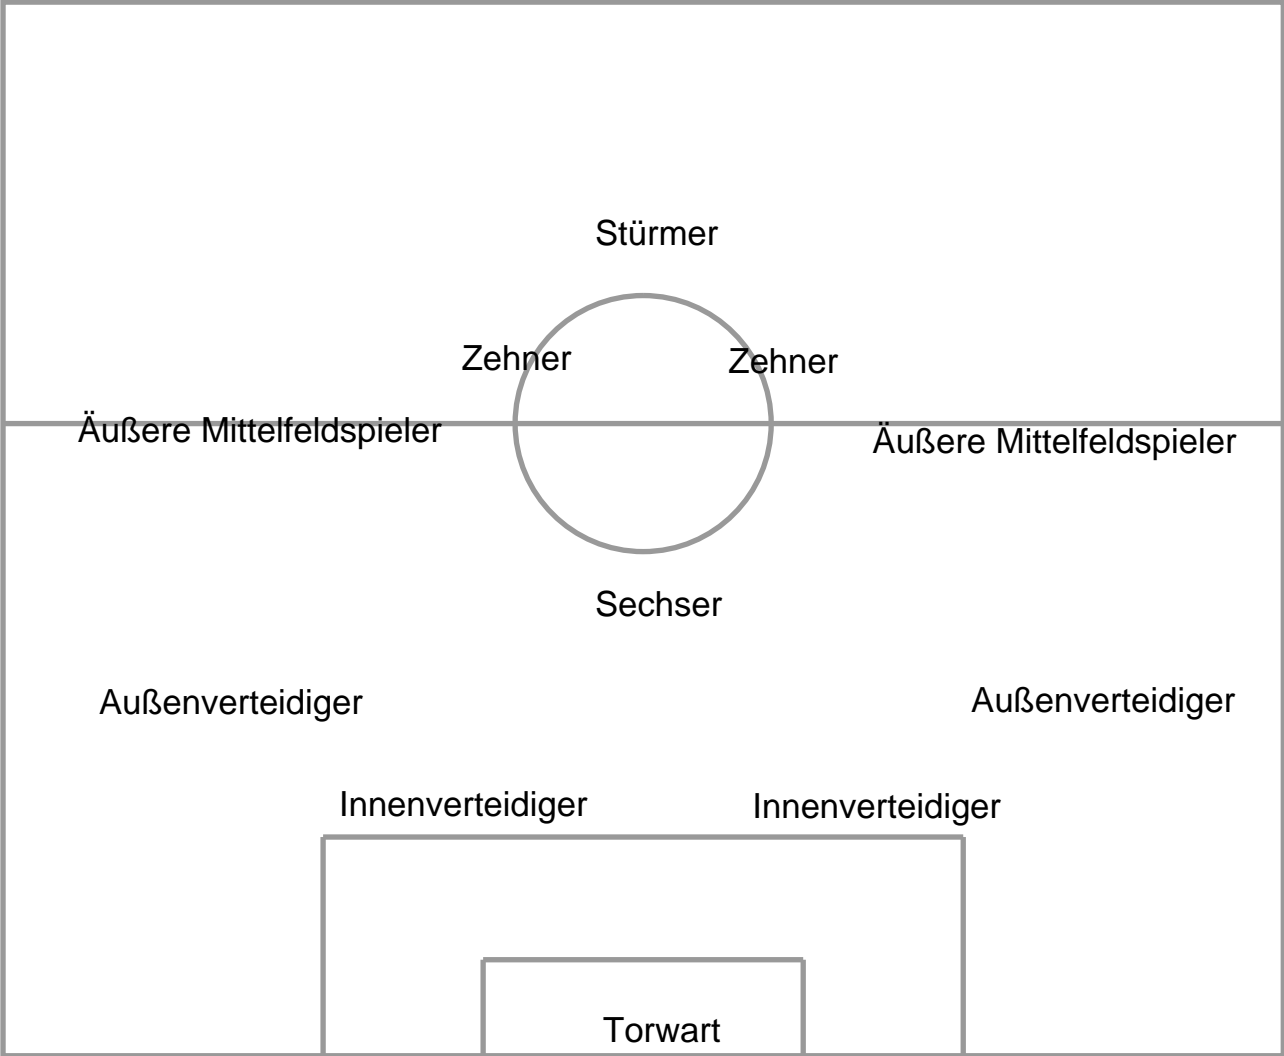 Stürmer
Zehner
Zehner
Äußere Mittelfeldspieler
Äußere Mittelfeldspieler
Sechser
Außenverteidiger
Außenverteidiger
Innenverteidiger
Innenverteidiger
Torwart